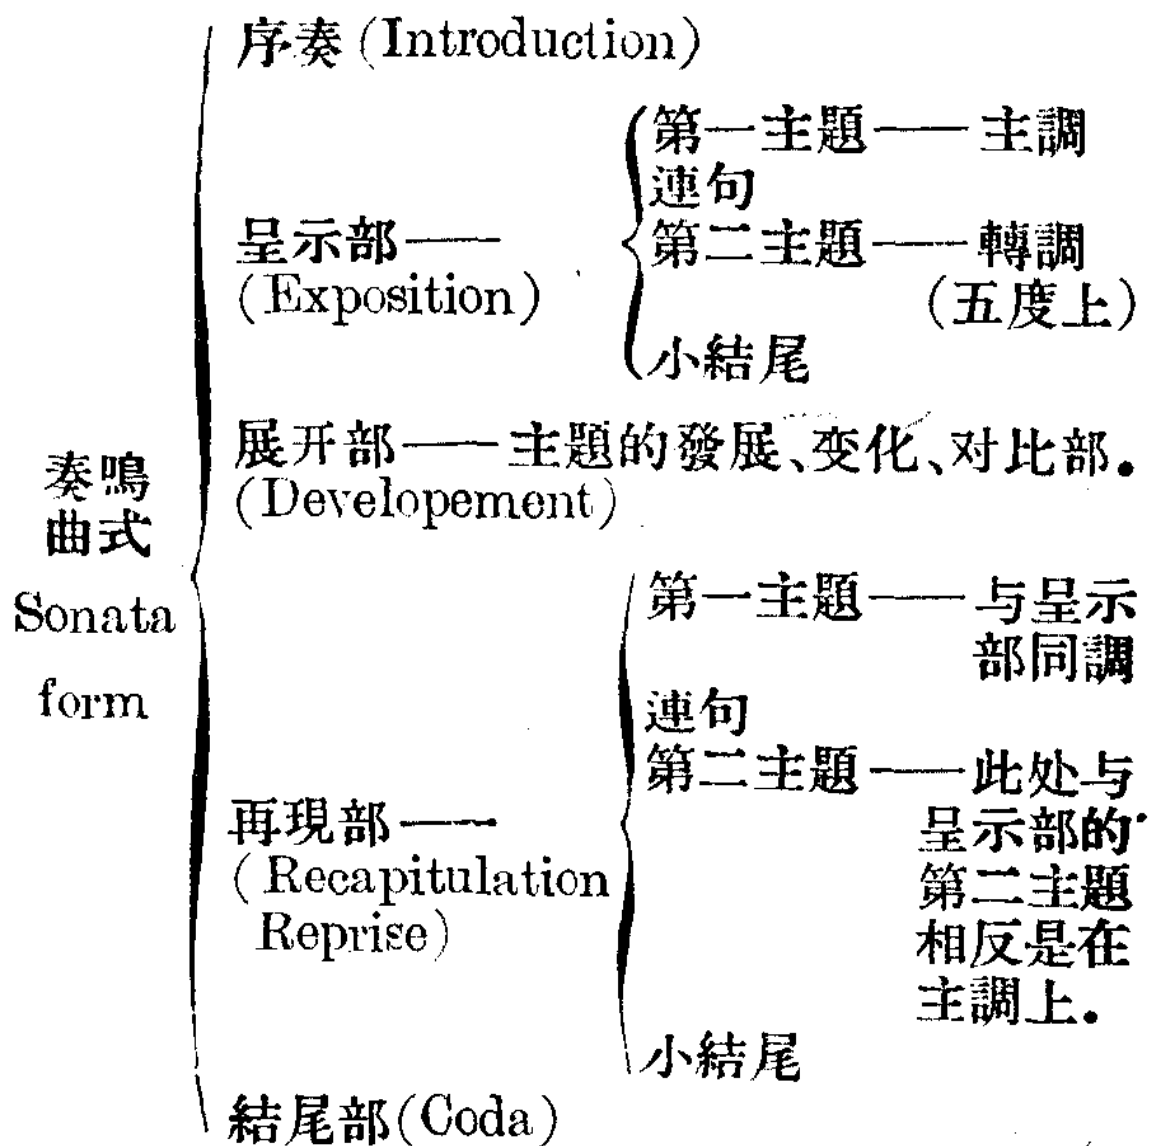 奏鳴
曲式
Sonata
form
序奏 (Introduction)
呈示部——
(Exposition)
第一主題——主調
連句
第二主題——轉調
(五度上)
小結尾
展开部——主題的發展、变化、对比部。
(Developement)
再現部——
(Recapitulation
Reprise)
第一主題——与呈示
部同調
連句
第二主題——此处与
呈示部的
第二主題
相反是在
主調上。
小結尾
結尾部(Coda)